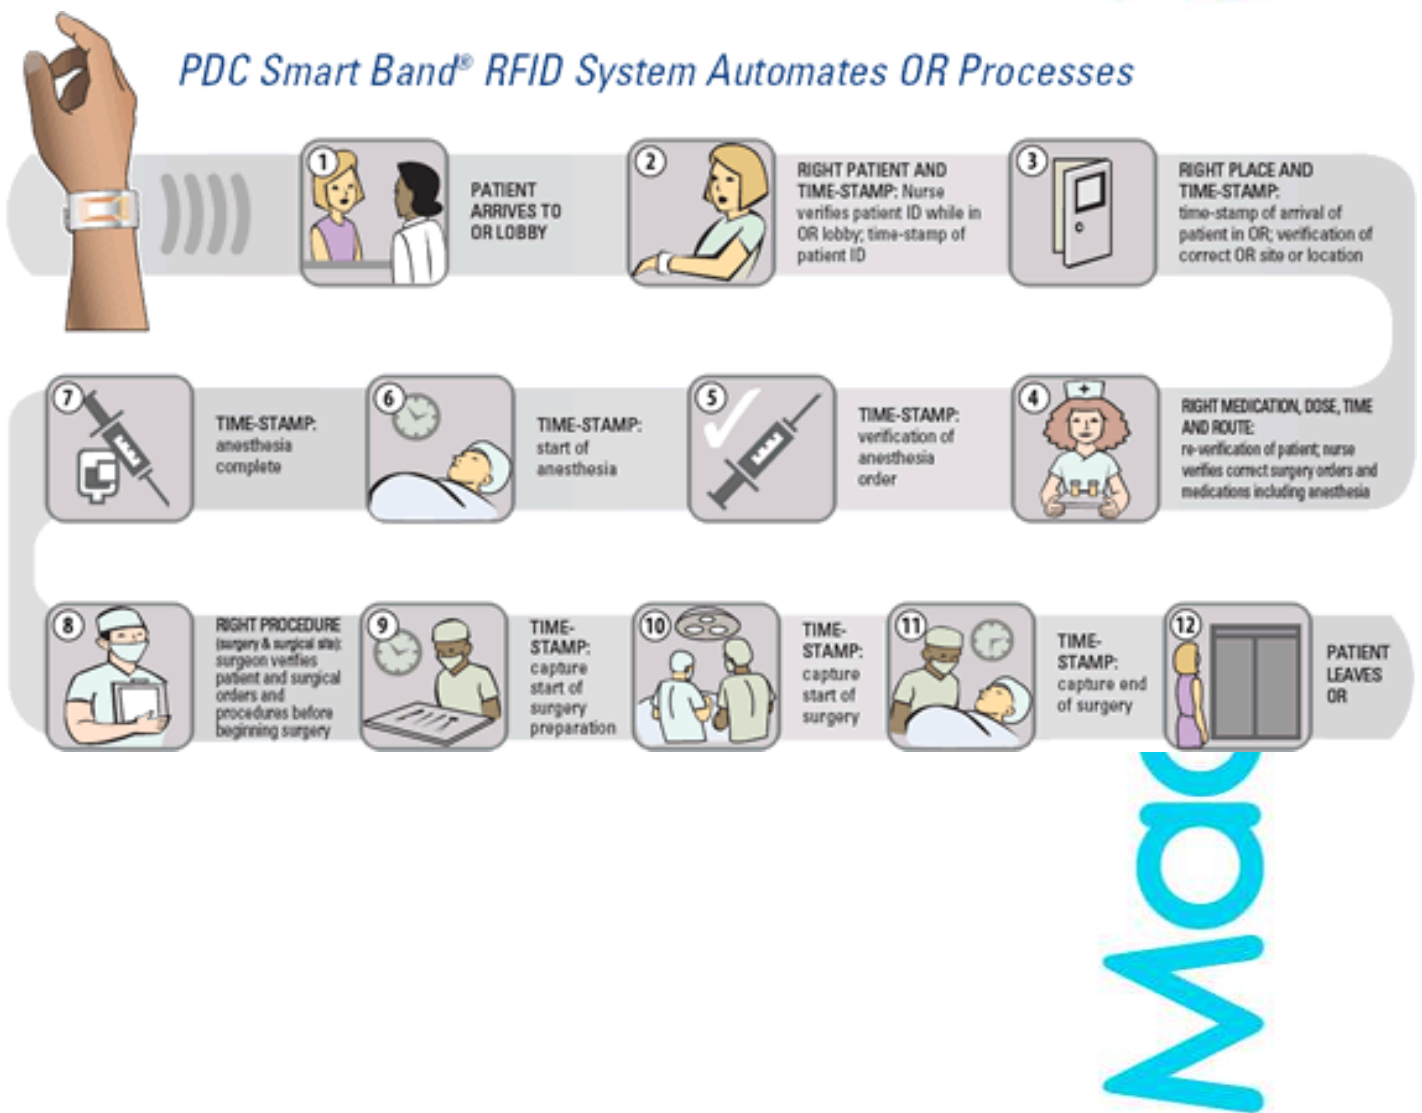 PDC Smart Band® RFID System Automates OR Processes
1
PATIENT
ARRIVES TO
OR LOBBY
2
RIGHT PATIENT AND
TIME-STAMP: Nurse
verifies patient ID while in
OR lobby; time-stamp of
patient ID
3
RIGHT PLACE AND
TIME-STAMP:
time-stamp of arrival of
patient in OR; verification of
correct OR site or location
4
RIGHT MEDICATION, DOSE, TIME
AND ROUTE:
re-verification of patient; nurse
verifies correct surgery orders and
medications including anesthesia
5
TIME-STAMP:
verification of
anesthesia
order
6
TIME-STAMP:
start of
anesthesia
7
TIME-STAMP:
anesthesia
complete
8
RIGHT PROCEDURE
(surgery & surgical site):
surgeon verifies
patient and surgical
orders and
procedures before
beginning surgery
9
TIME-
STAMP:
capture
start of
surgery
preparation
10
TIME-
STAMP:
capture
start of
surgery
11
TIME-
STAMP:
capture end
of surgery
12
PATIENT
LEAVES
OR